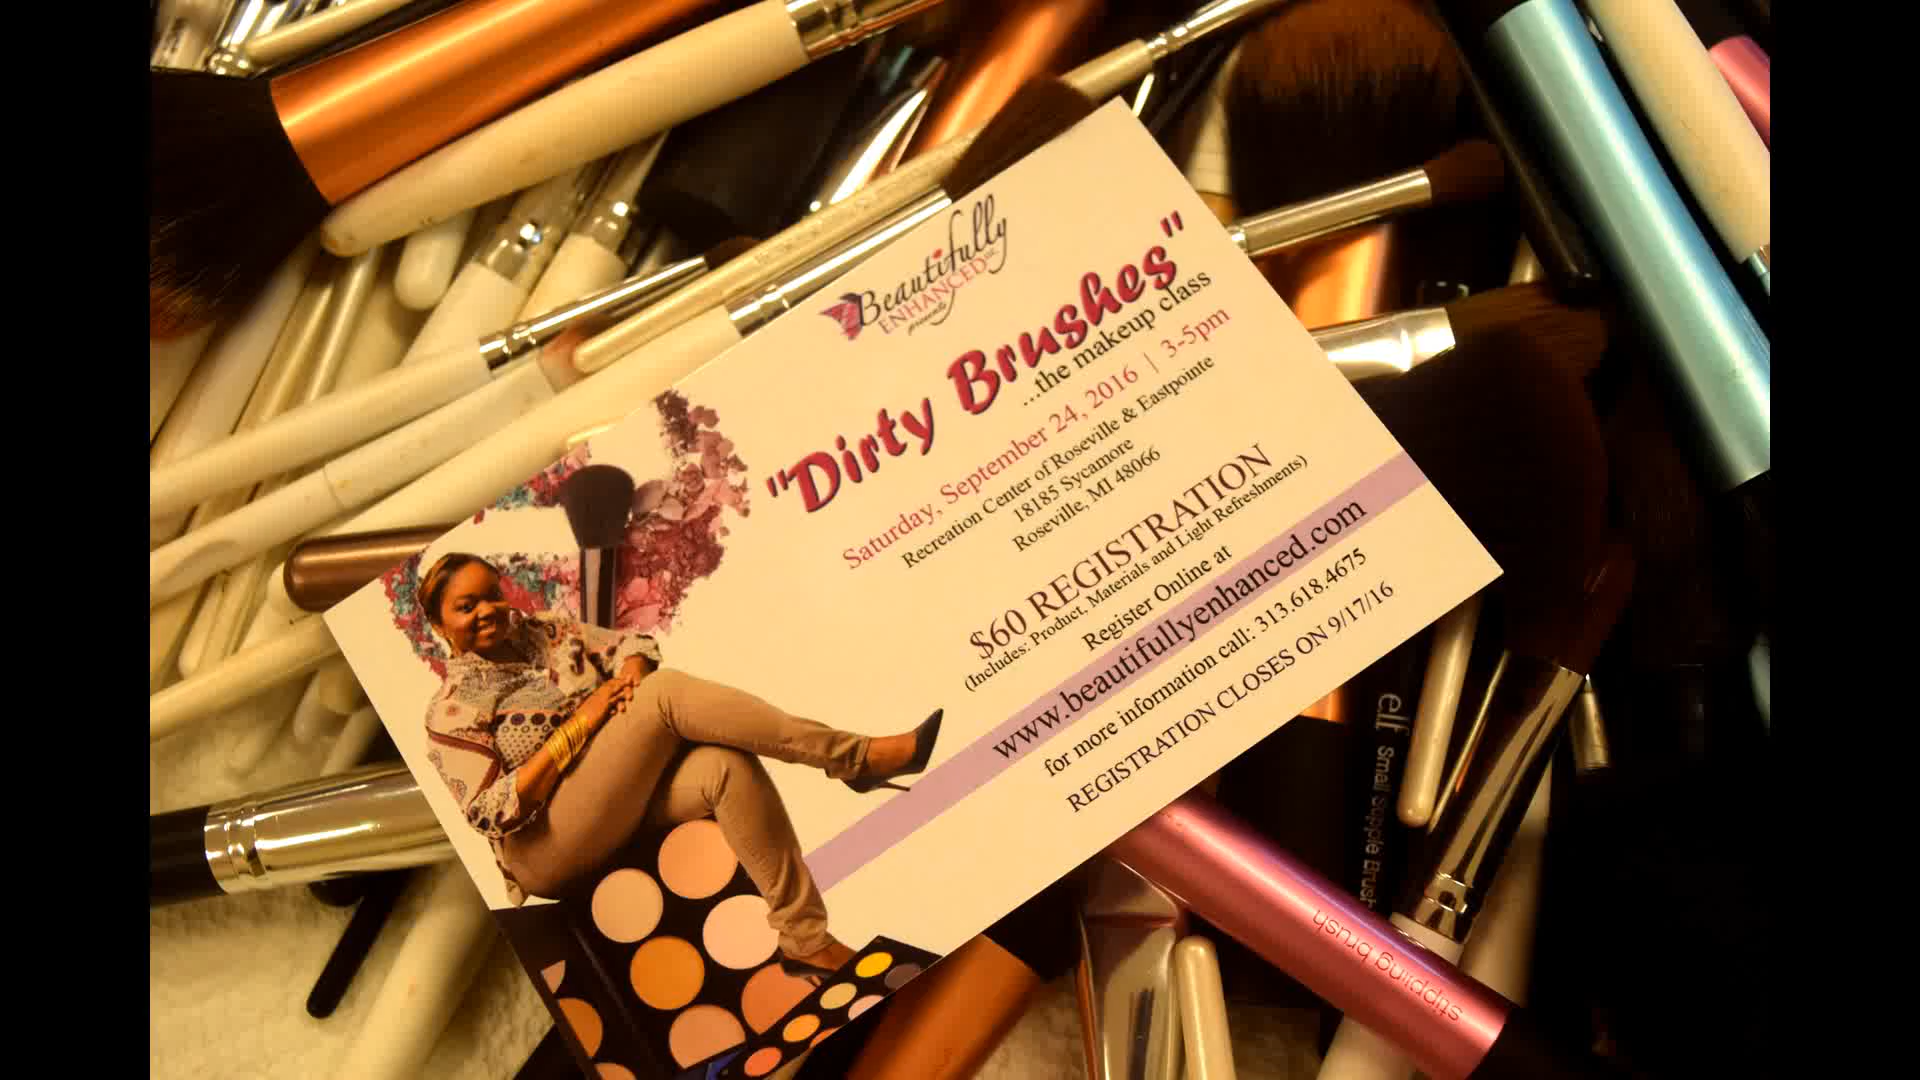 Beautifully
ENHANCED LLC
presents
"Dirty Brushes"
...the makeup class
Saturday, September 24, 2016 | 3-5pm
Recreation Center of Roseville & Eastpointe
18185 Sycamore
Roseville, MI 48066
$60 REGISTRATION
(Includes: Product, Materials and Light Refreshments)
Register Online at
www.beautifullyenhanced.com
for more information call: 313.618.4675
REGISTRATION CLOSES ON 9/17/16
elf small stipple Brush
stippling brush